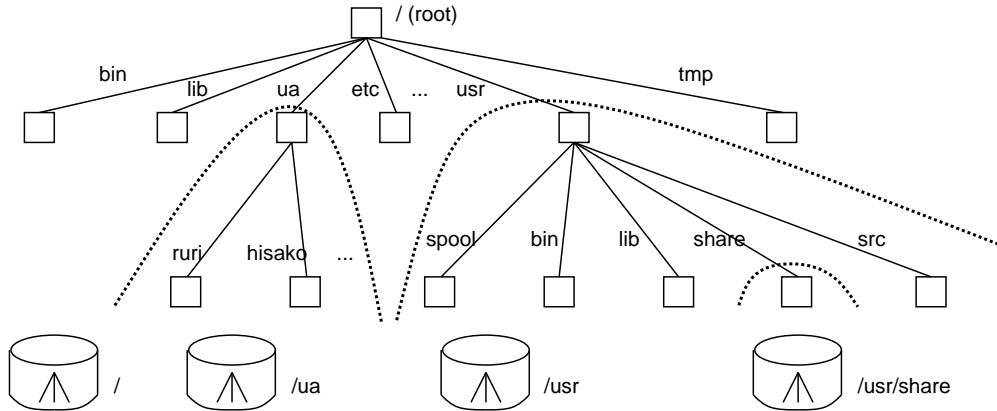 / (root)
bin
lib
ua
etc
...
usr
tmp
ruri
hisako
...
spool
bin
lib
share
src
/
/ua
/usr
/usr/share